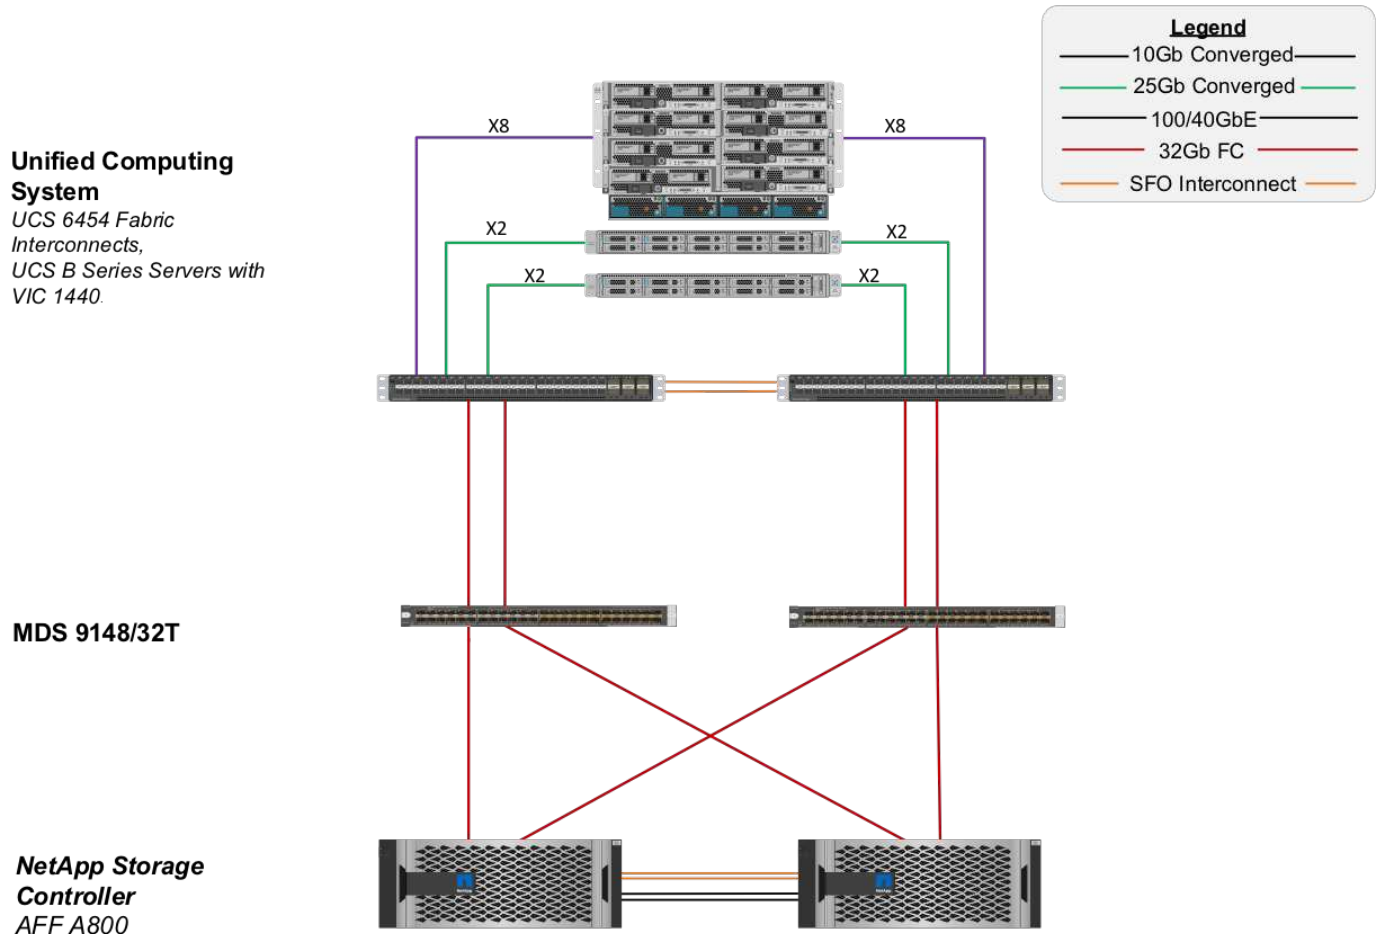 Legend
10Gb Converged
25Gb Converged
100/40GbE
32Gb FC
SFO Interconnect
X8
X8
Unified Computing
System
UCS 6454 Fabric
Interconnects,
UCS B Series Servers with
VIC 1440.
X2
X2
X2
X2
MDS 9148/32T
NetApp Storage
Controller
AFF A800
NetApp
NetApp